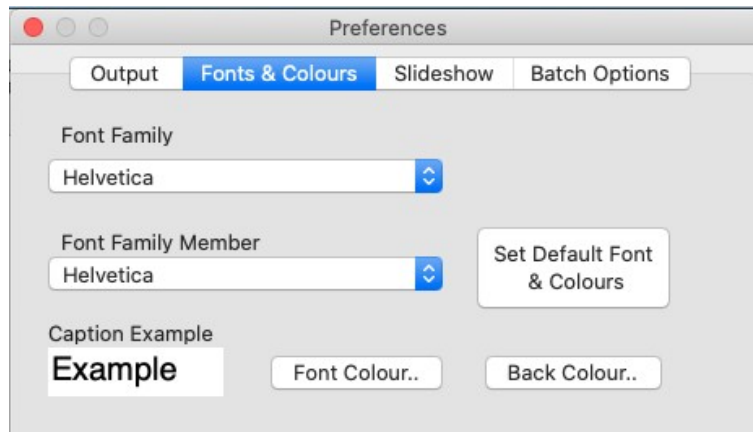 Preferences
Output Fonts & Colours Slideshow Batch Options
Font Family
Helvetica
Font Family Member
Helvetica
Set Default Font
& Colours
Caption Example
Example
Font Colour..
Back Colour..